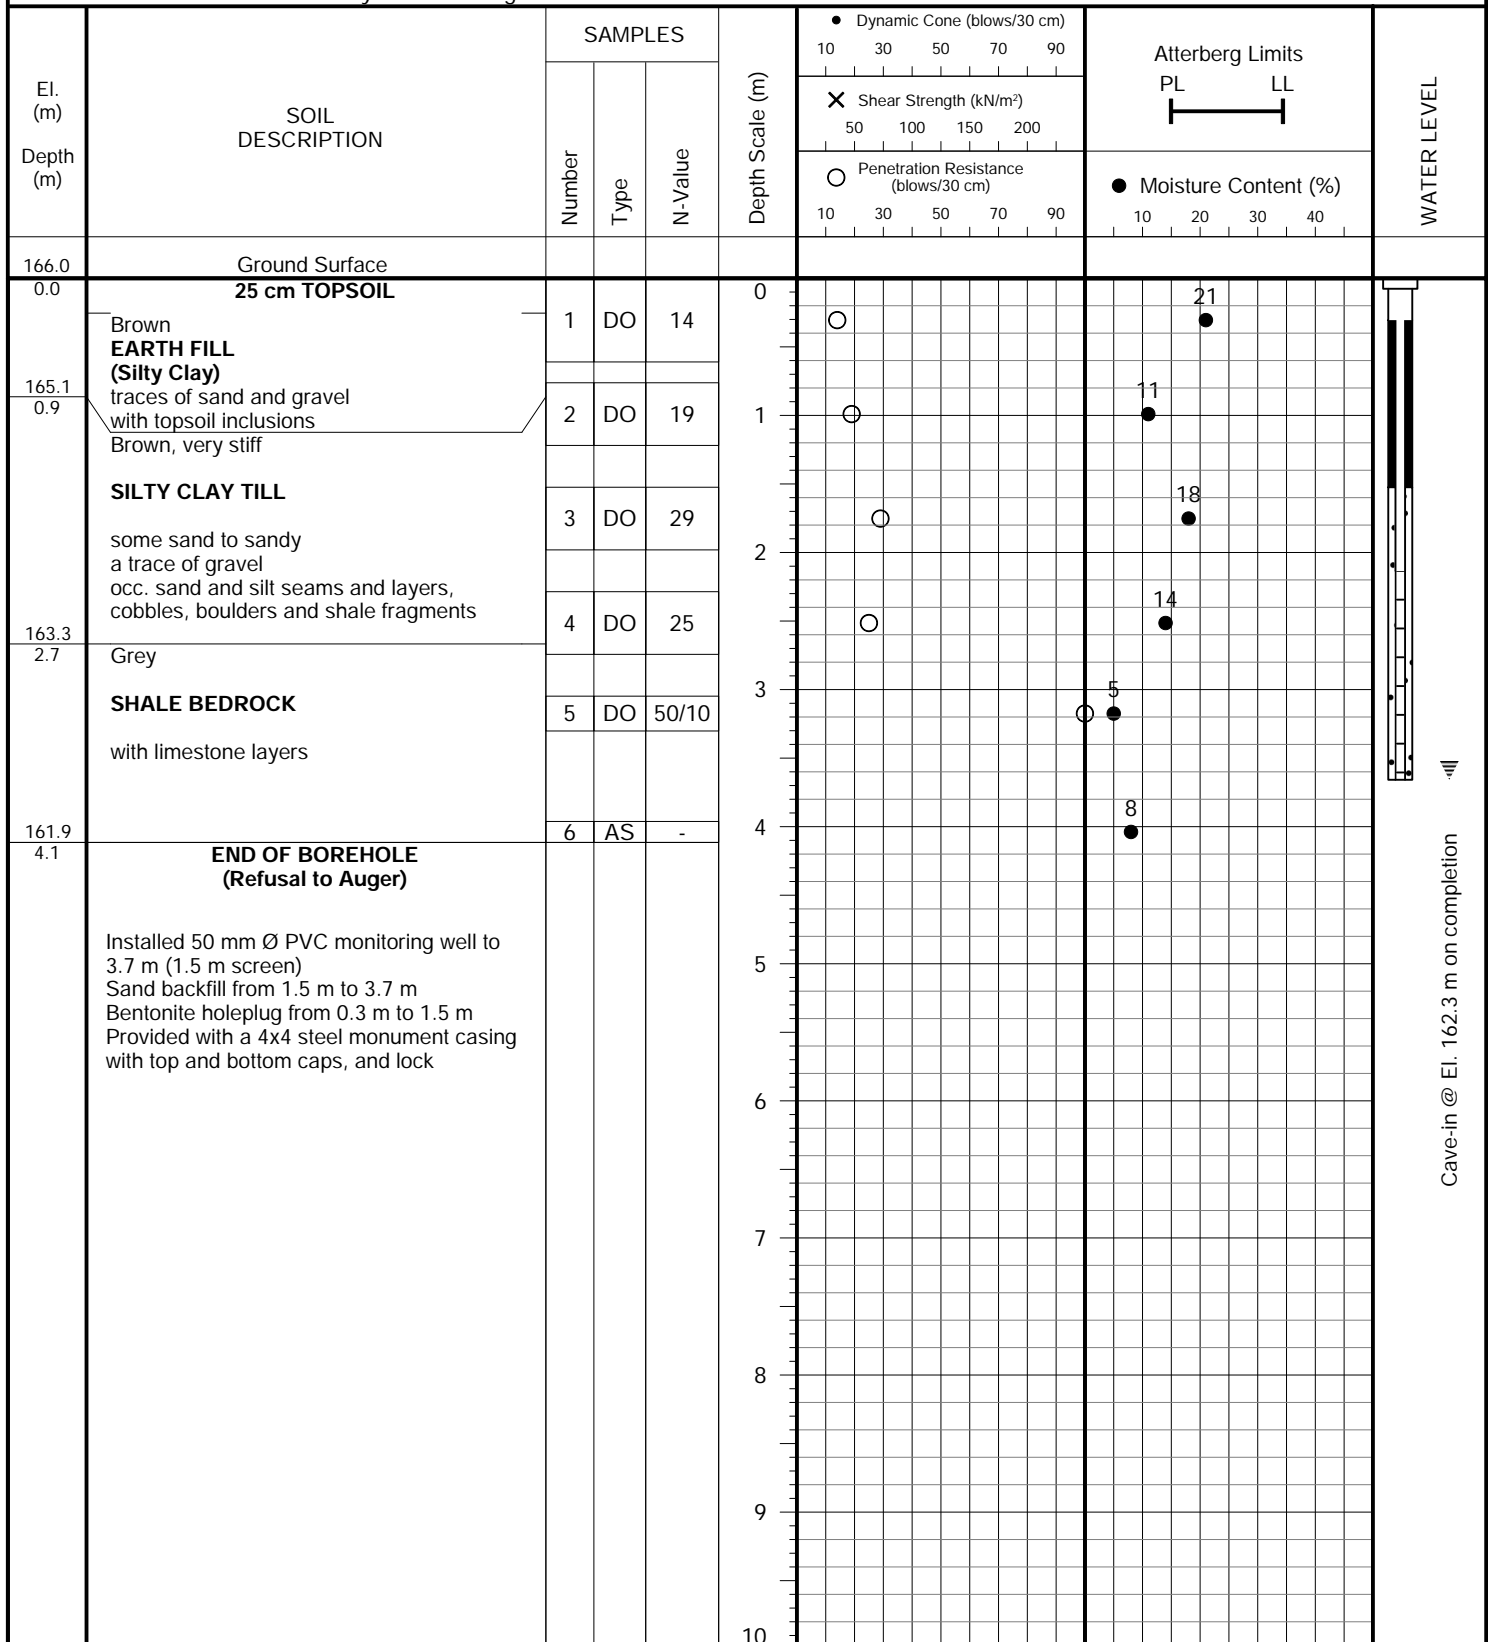 SAMPLES
El.
(m)
Depth
(m)
SOIL
DESCRIPTION
Number
Type
N-Value
Depth Scale (m)
Dynamic Cone (blows/30 cm)
10 30 50 70 90
Shear Strength (kN/m²)
50 100 150 200
Penetration Resistance
(blows/30 cm)
10 30 50 70 90
Atterberg Limits
PL LL
Moisture Content (%)
10 20 30 40
WATER LEVEL
166.0 Ground Surface
0.0 25 cm TOPSOIL 0
Brown 1 DO 14 21
EARTH FILL
(Silty Clay)
165.1 traces of sand and gravel 11
0.9 with topsoil inclusions 2 DO 19 1
Brown, very stiff
SILTY CLAY TILL 18
3 DO 29
some sand to sandy 2
a trace of gravel
occ. sand and silt seams and layers, 14
cobbles, boulders and shale fragments
163.3 4 DO 25
2.7 Grey
3 5
SHALE BEDROCK 5 DO 50/10
with limestone layers
8
161.9 6 AS - 4
4.1 END OF BOREHOLE
(Refusal to Auger)
Installed 50 mm Ø PVC monitoring well to
3.7 m (1.5 m screen) 5
Sand backfill from 1.5 m to 3.7 m
Bentonite holeplug from 0.3 m to 1.5 m
Provided with a 4x4 steel monument casing
with top and bottom caps, and lock
6
7
8
9
10
Cave-in @ El. 162.3 m on completion